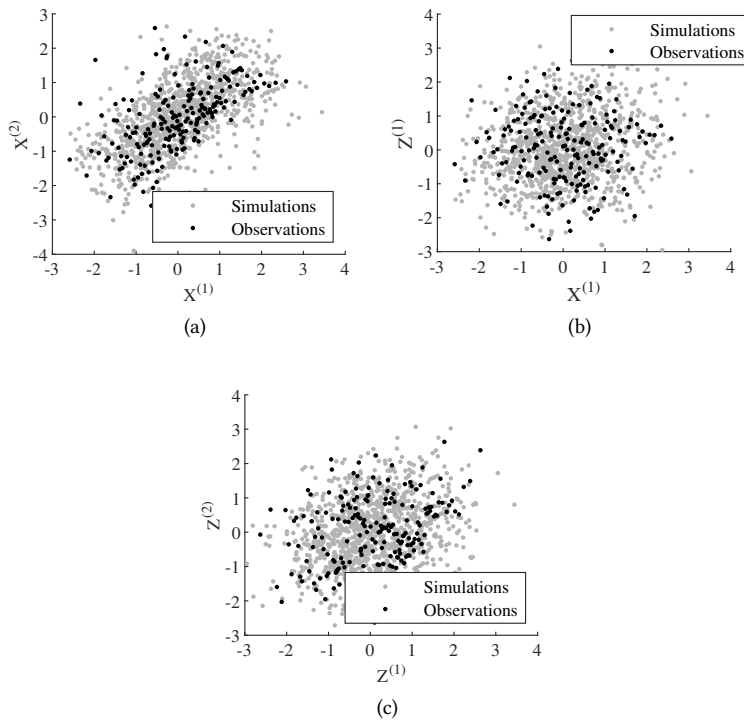 3
2
1
0
-1
-2
-3
-4
X(2)
-3 -2 -1 0 1 2 3 4
X(1)
Simulations
Observations
(a)
4
3
2
1
0
-1
-2
-3
Z(1)
-3 -2 -1 0 1 2 3 4
X(1)
Simulations
Observations
(b)
4
3
2
1
0
-1
-2
-3
Z(2)
-3 -2 -1 0 1 2 3 4
Z(1)
Simulations
Observations
(c)